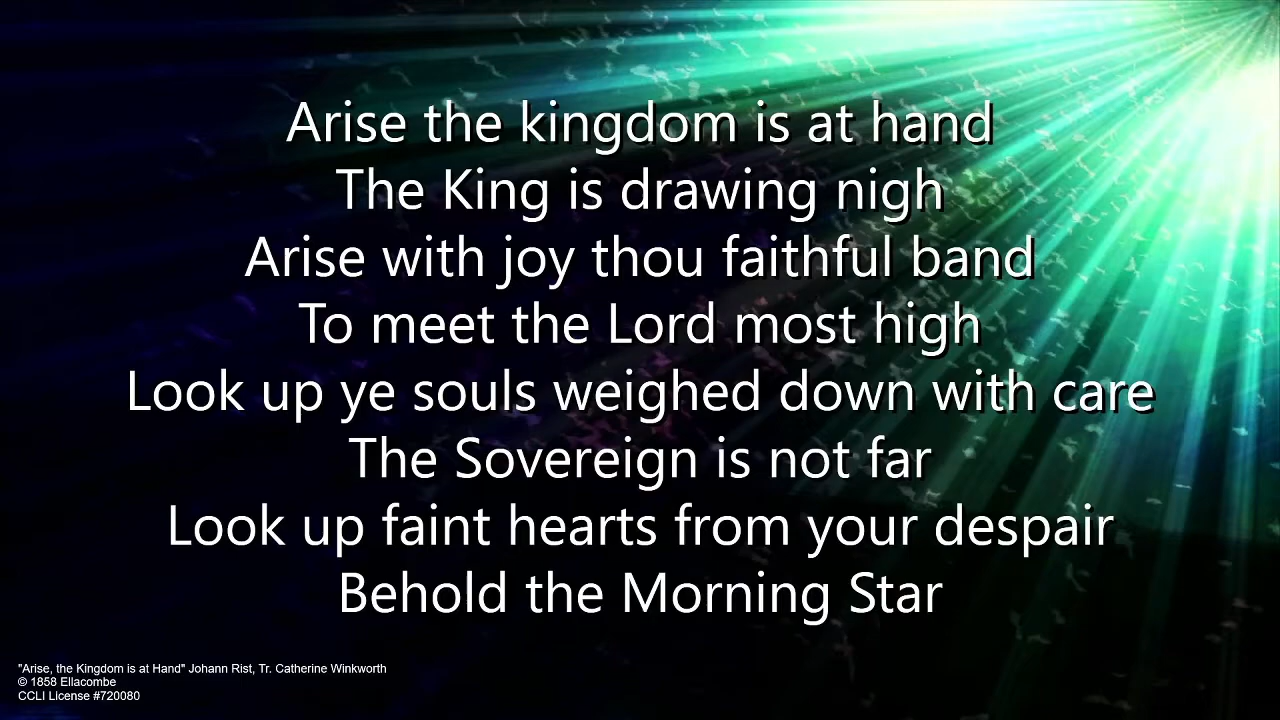 Arise the kingdom is at hand
The King is drawing nigh
Arise with joy thou faithful band
To meet the Lord most high
Look up ye souls weighed down with care
The Sovereign is not far
Look up faint hearts from your despair
Behold the Morning Star
"Arise, the Kingdom is at Hand" Johann Rist, Tr. Catherine Winkworth
© 1858 Ellacombe
CCLI License #720080